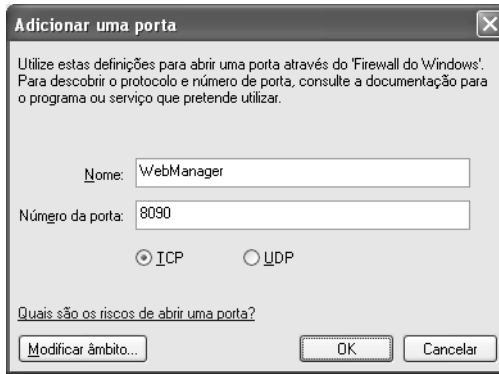 Adicionar uma porta
Utilize estas definições para abrir uma porta através do 'Firewall do Windows'.
Para descobrir o protocolo e número de porta, consulte a documentação para
o programa ou serviço que pretende utilizar.
Nome: WebManager
Número da porta: 8090
TCP UDP
Quais são os riscos de abrir uma porta?
Modificar âmbito... OK Cancelar